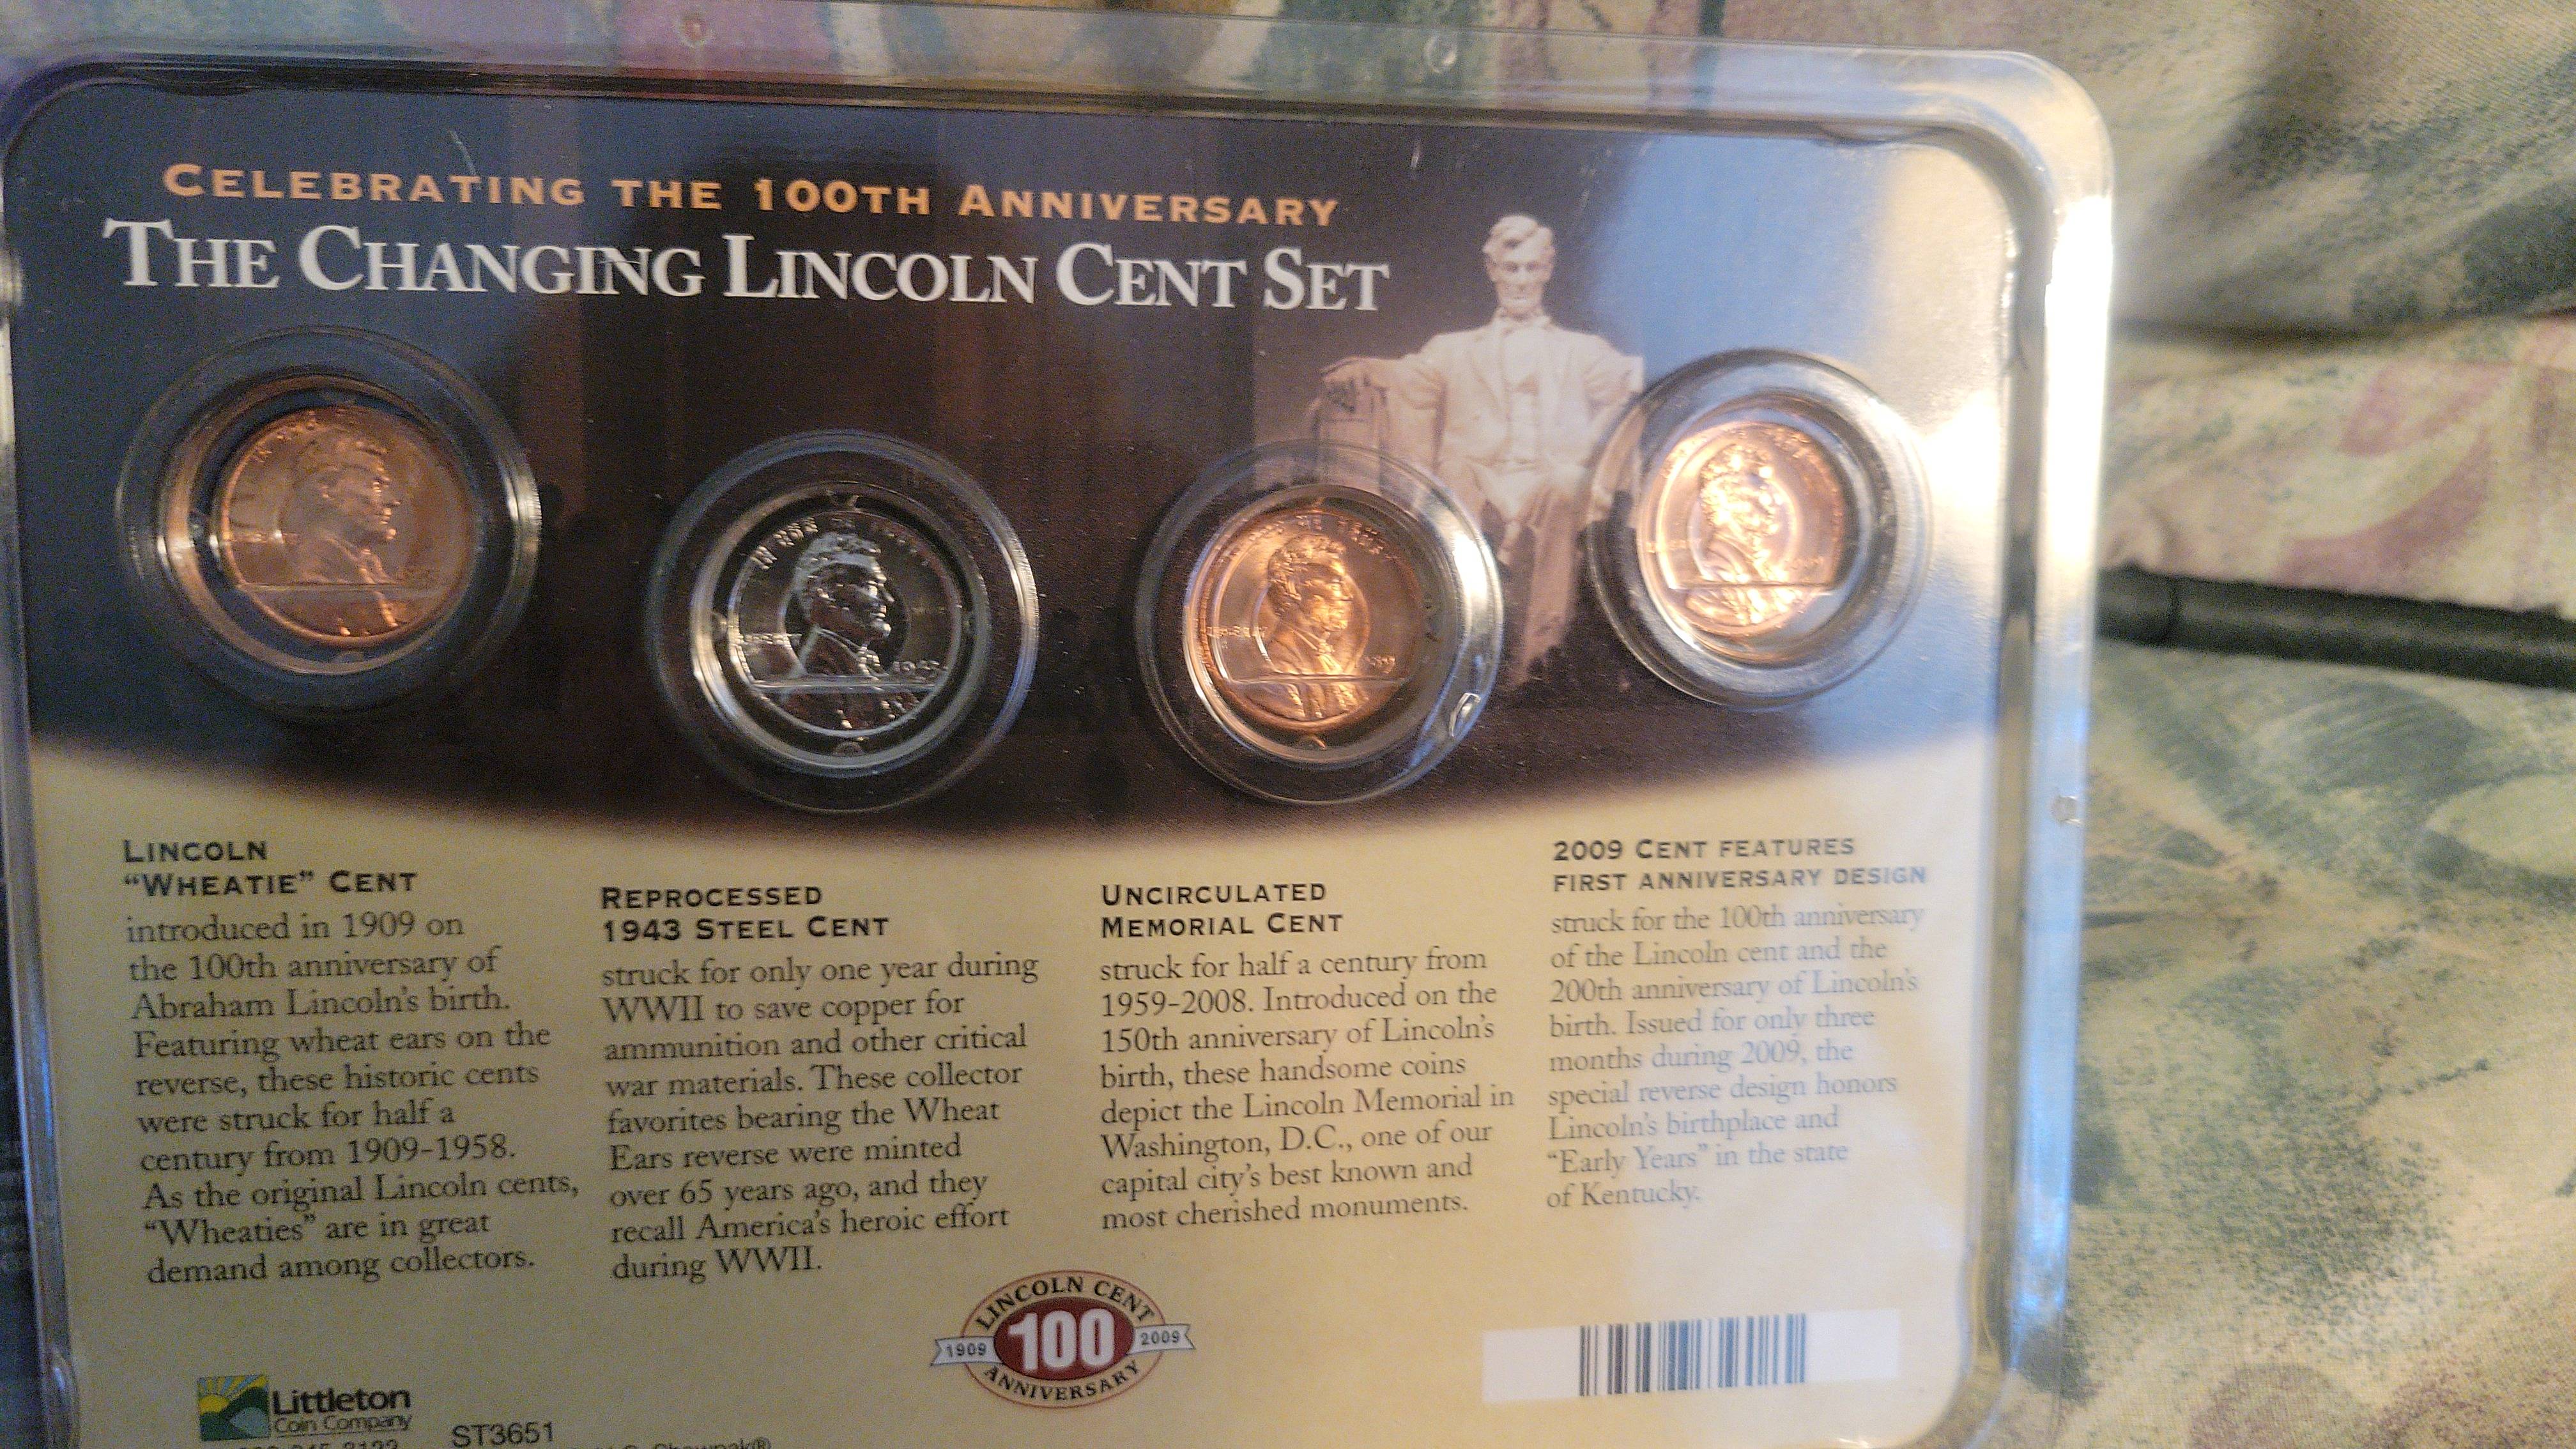 CELEBRATING THE 100TH ANNIVERSARY
THE CHANGING LINCOLN CENT SET
IN GOD WE TRUST
LIBERTY
1943
LINCOLN
"WHEATIE" CENT
introduced in 1909 on
the 100th anniversary of
Abraham Lincoln's birth.
Featuring wheat ears on the
reverse, these historic cents
were struck for half a
century from 1909-1958.
As the original Lincoln cents,
"Wheaties" are in great
demand among collectors.
REPROCESSED
1943 STEEL CENT
struck for only one year during
WWII to save copper for
ammunition and other critical
war materials. These collector
favorites bearing the Wheat
Ears reverse were minted
over 65 years ago, and they
recall America's heroic effort
during WWII.
UNCIRCULATED
MEMORIAL CENT
struck for half a century from
1959-2008. Introduced on the
150th anniversary of Lincoln's
birth, these handsome coins
depict the Lincoln Memorial in
Washington, D.C., one of our
capital city's best known and
most cherished monuments.
2009 CENT FEATURES
FIRST ANNIVERSARY DESIGN
struck for the 100th anniversary
of the Lincoln cent and the
200th anniversary of Lincoln's
birth. Issued for only three
months during 2009, the
special reverse design honors
Lincoln's birthplace and
"Early Years" in the state
of Kentucky.
LINCOLN CENT
1909 100 2009
ANNIVERSARY
Littleton
Coin Company
ST3651